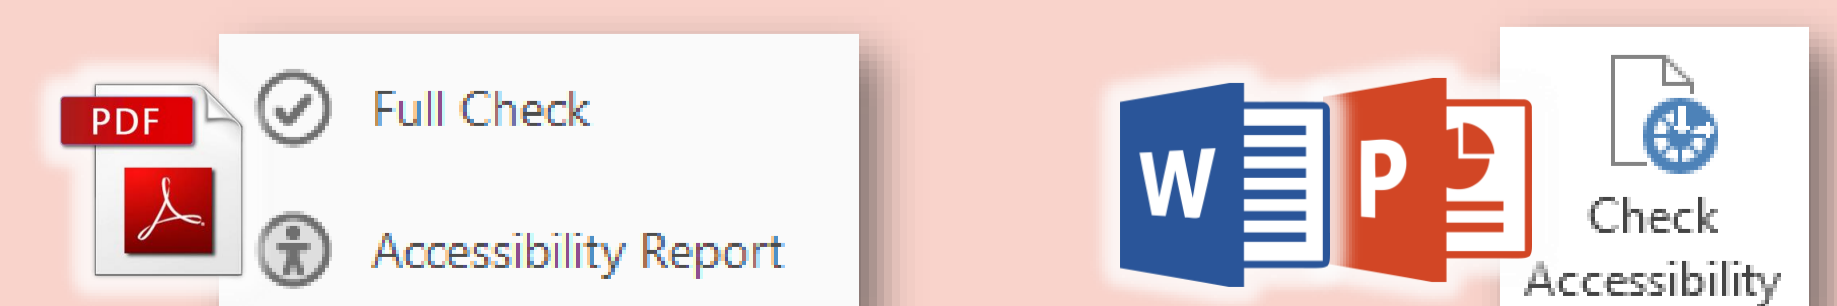 PDF
Full Check
Accessibility Report
W
P
Check
Accessibility